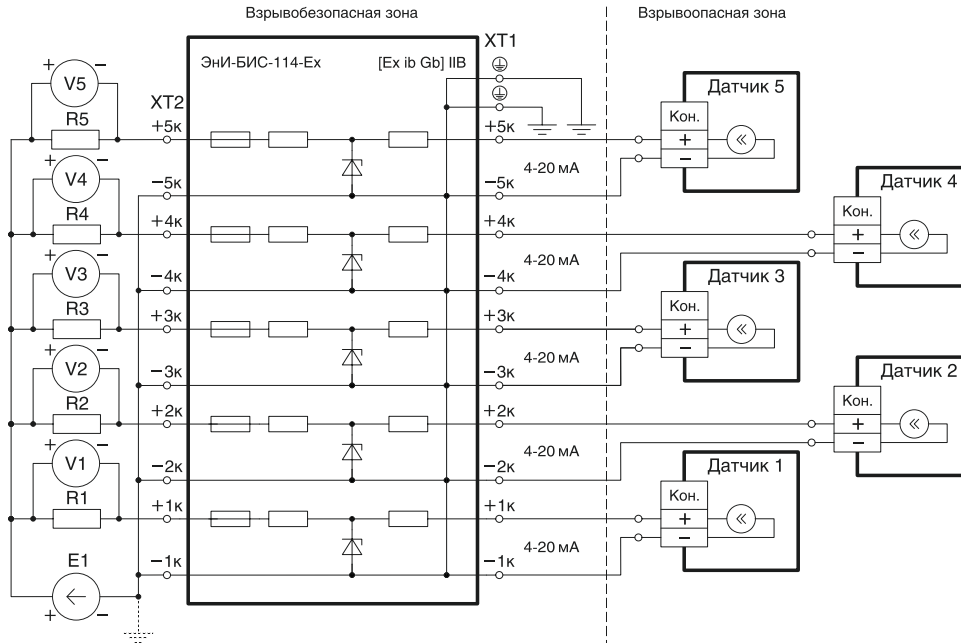 Взрывобезопасная зона
Взрывоопасная зона
ЭнИ-БИС-114-Ex
[Ex ib Gb] IIB
XT1
XT2
+ V5 −
R5
+5к
+5к
4-20 мА
−5к
−5к
Датчик 5
Кон.
+
−
+ V4 −
R4
+4к
+4к
4-20 мА
−4к
−4к
Датчик 4
Кон.
+
−
+ V3 −
R3
+3к
+3к
4-20 мА
−3к
−3к
Датчик 3
Кон.
+
−
+ V2 −
R2
+2к
+2к
4-20 мА
−2к
−2к
Датчик 2
Кон.
+
−
+ V1 −
R1
+1к
+1к
4-20 мА
−1к
−1к
Датчик 1
Кон.
+
−
E1
+ −